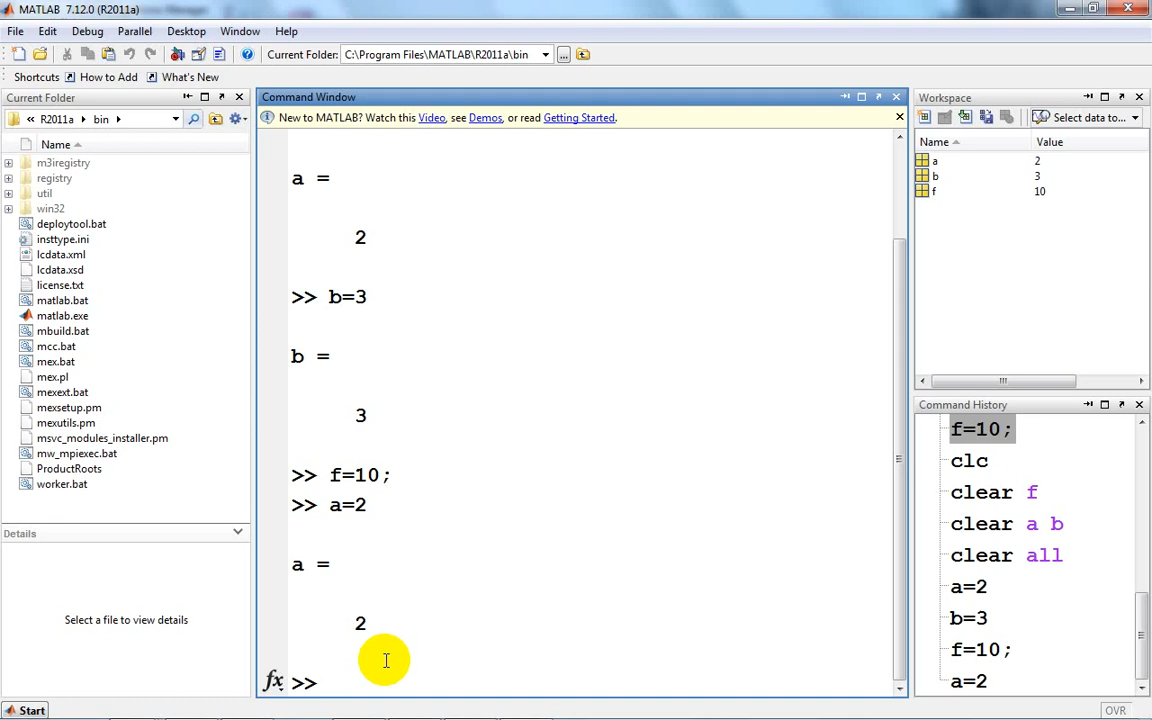 MATLAB 7.12.0 (R2011a)
File Edit Debug Parallel Desktop Window Help
Current Folder: C:\Program Files\MATLAB\R2011a\bin ...
Shortcuts How to Add What's New
Current Folder
« R2011a bin
Name
m3iregistry
registry
util
win32
deploytool.bat
insttype.ini
lcdata.xml
lcdata.xsd
license.txt
matlab.bat
matlab.exe
mbuild.bat
mcc.bat
mex.bat
mex.pl
mexext.bat
mexsetup.pm
mexutils.pm
msvc_modules_installer.pm
mw_mpiexec.bat
ProductRoots
worker.bat
Details
Select a file to view details
Command Window
New to MATLAB? Watch this Video, see Demos, or read Getting Started.
a =
2
>> b=3
b =
3
>> f=10;
>> a=2
a =
2
fx >>
Workspace
Select data to...
Name Value
a 2
b 3
f 10
Command History
f=10;
clc
clear f
clear a b
clear all
a=2
b=3
f=10;
a=2
Start
OVR